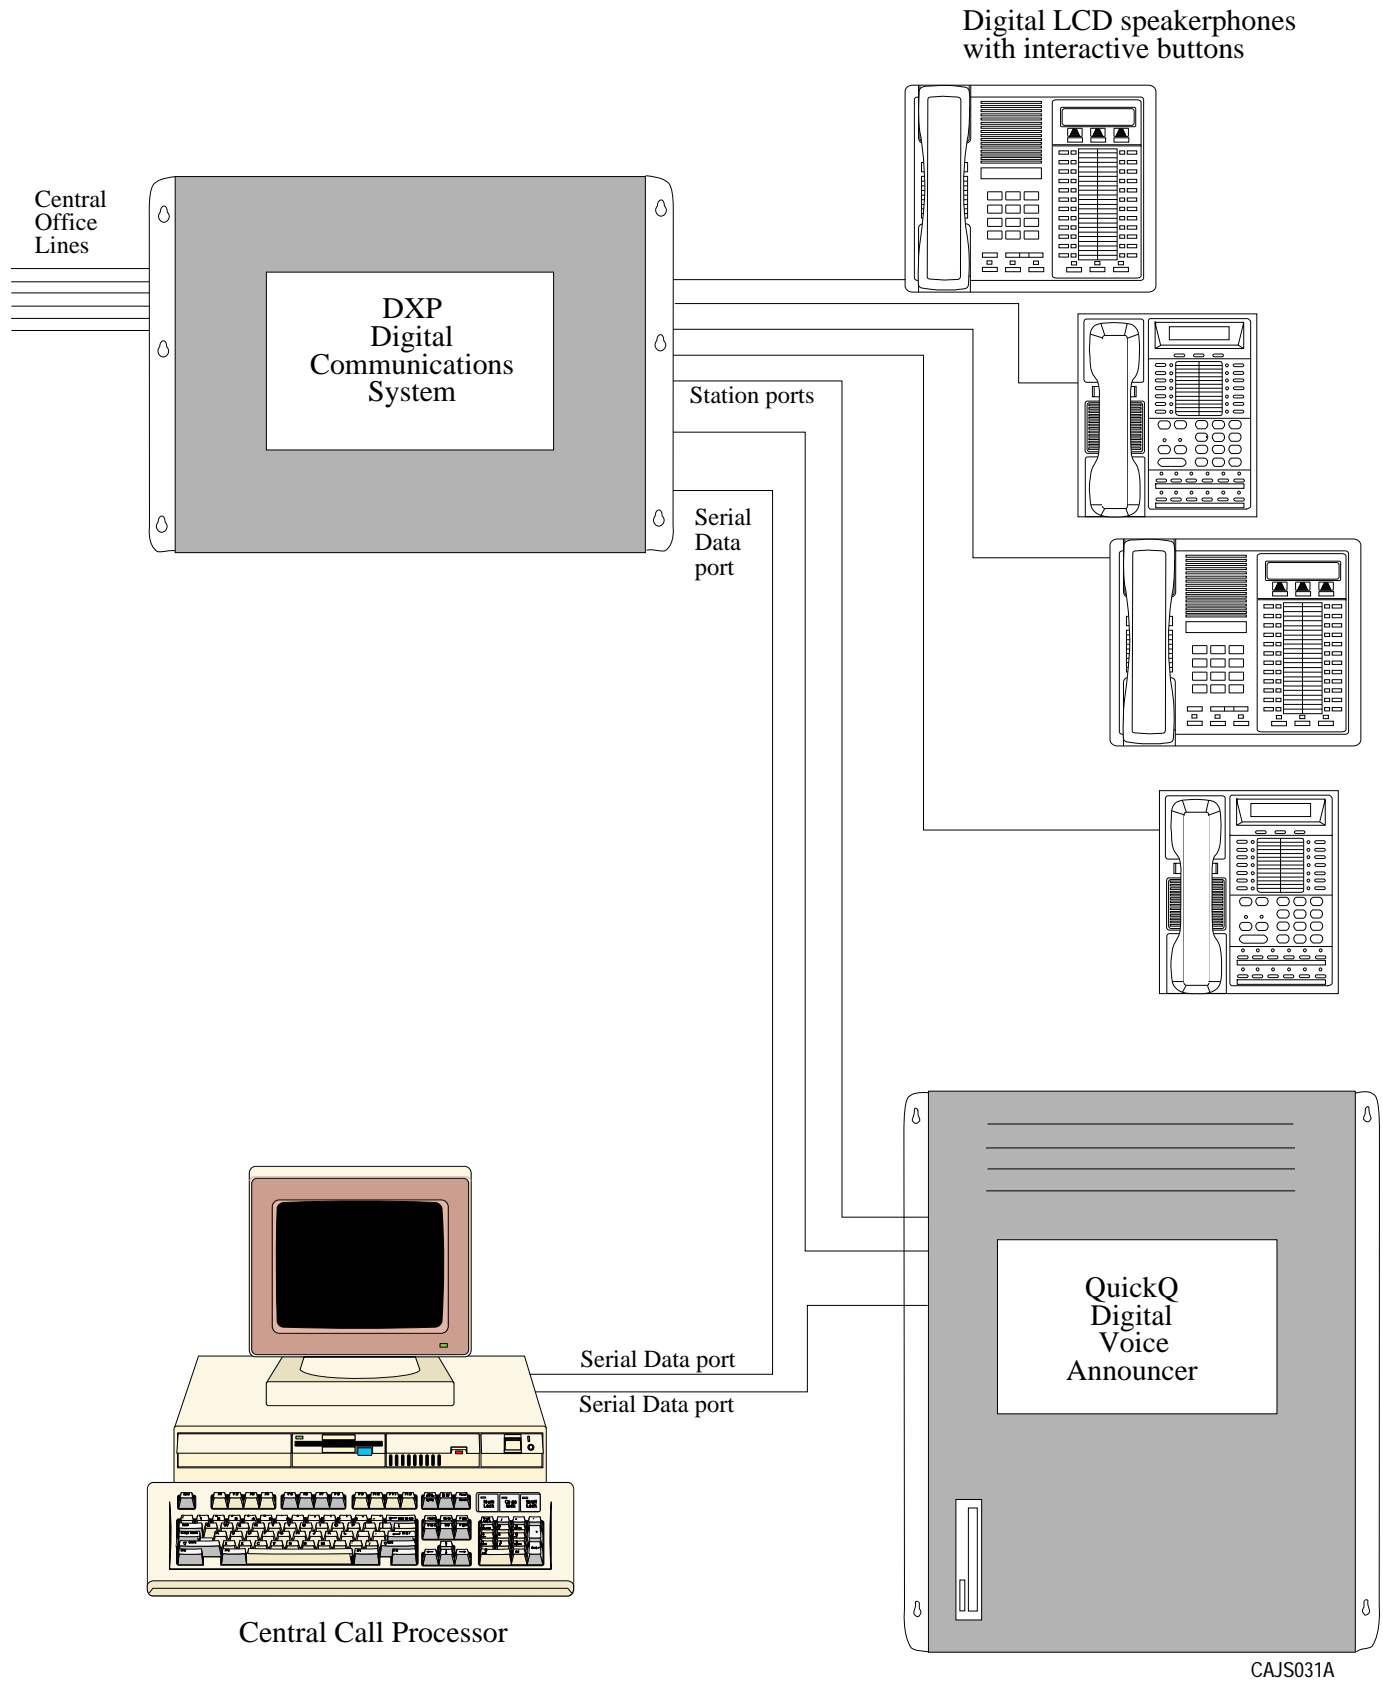 Digital LCD speakerphones
with interactive buttons
Central
Office
Lines
DXP
Digital
Communications
System
Station ports
Serial
Data
port
QuickQ
Digital
Voice
Announcer
Serial Data port
Serial Data port
Central Call Processor
CAJS031A